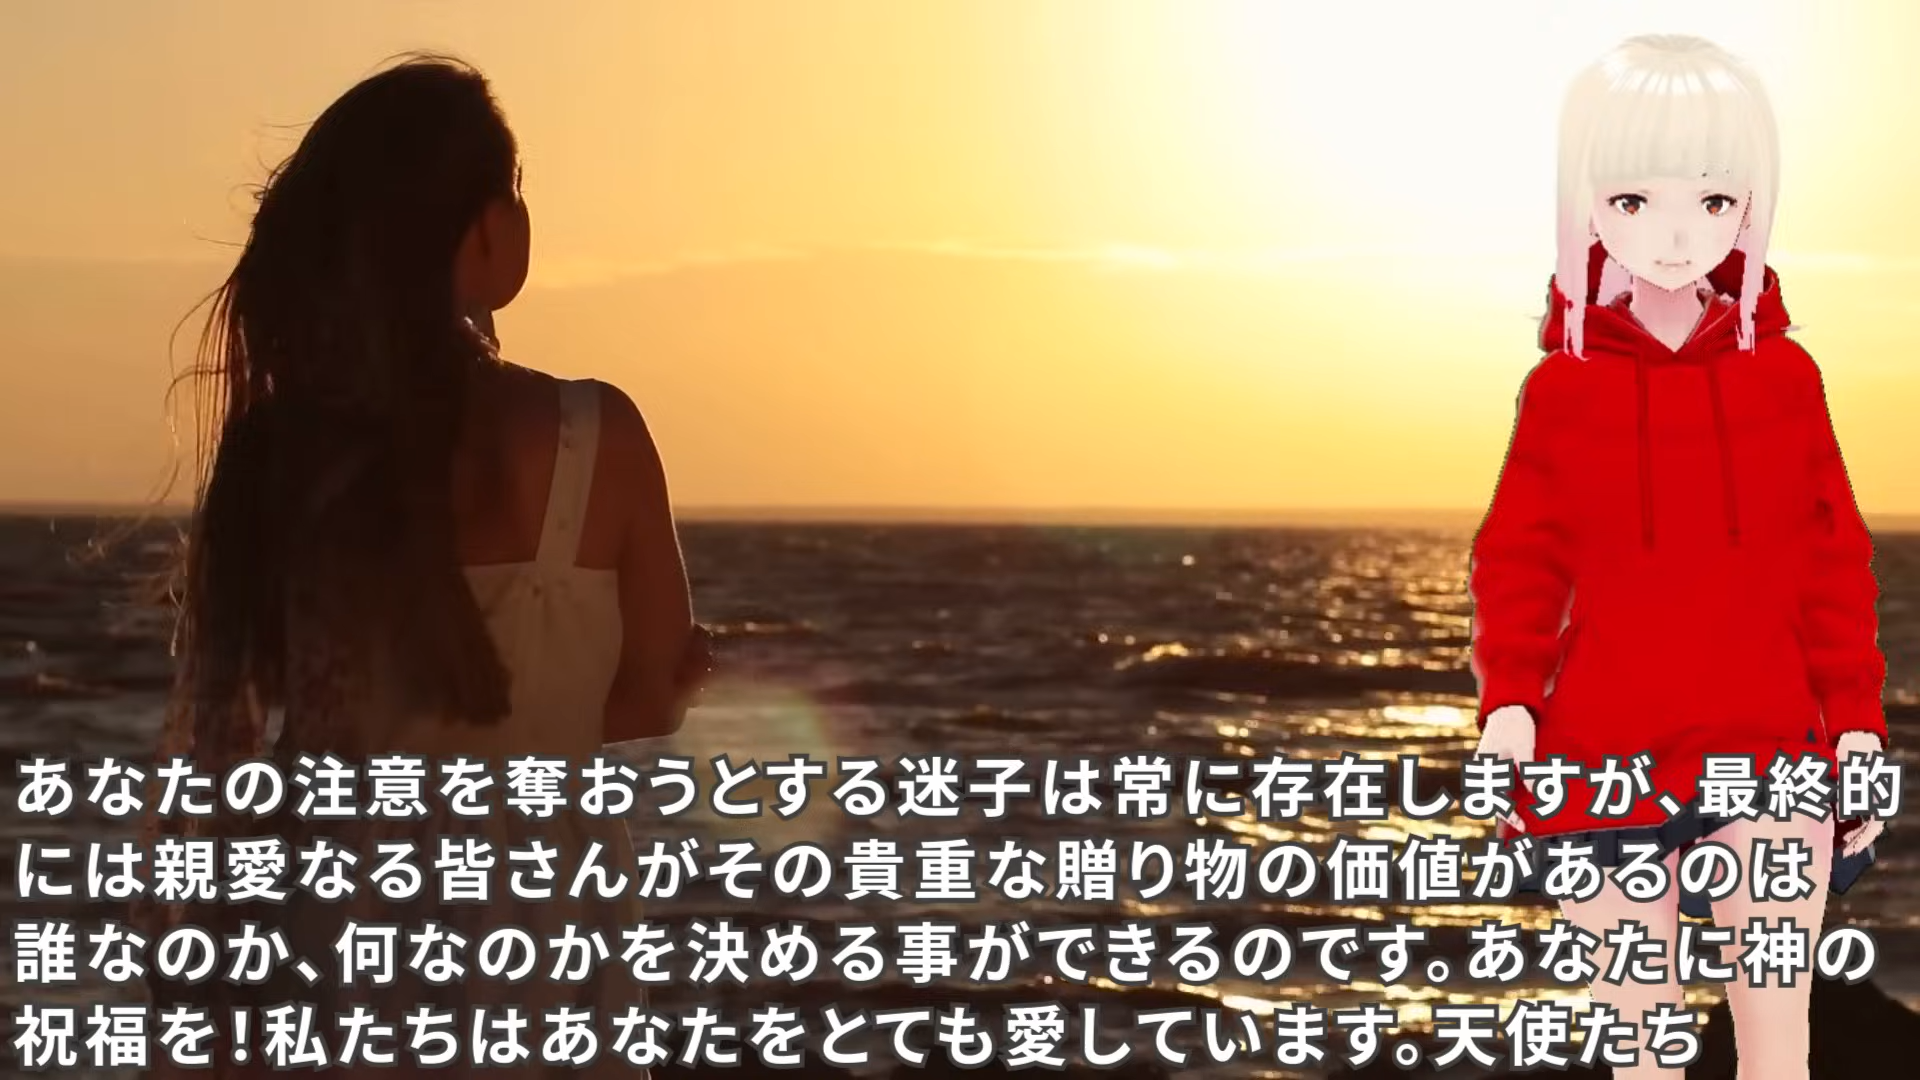 あなたの注意を奪おうとする迷子は常に存在しますが、最終的
には親愛なる皆さんがその貴重な贈り物の価値があるのは
誰なのか、何なのかを決める事ができるのです。あなたに神の
祝福を！私たちはあなたをとても愛しています。天使たち